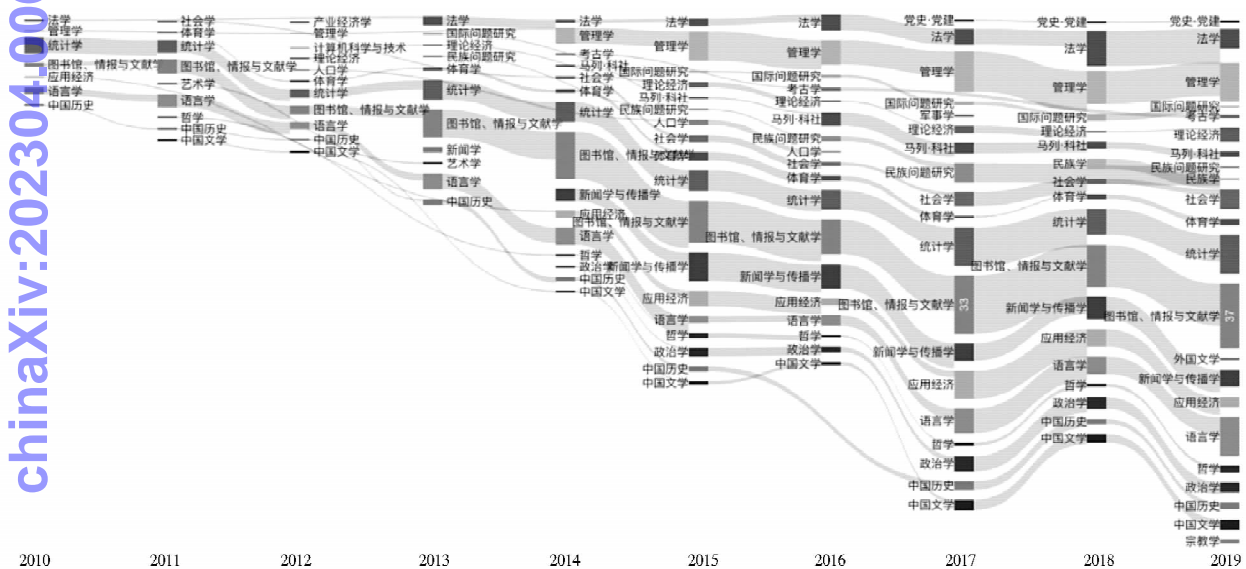 chinaXiv:202304.00
法学
管理学
统计学
图书馆、情报与文献学
应用经济
语言学
中国历史
社会学
体育学
统计学
图书馆、情报与文献学
艺术学
语言学
哲学
中国历史
中国文学
产业经济学
管理学
计算机科学与技术
理论经济
人口学
体育学
统计学
图书馆、情报与文献学
语言学
中国历史
中国文学
法学
国际问题研究
理论经济
民族问题研究
体育学
统计学
图书馆、情报与文献学
新闻学
艺术学
语言学
中国历史
法学
管理学
考古学
马列·科社
社会学
体育学
统计学
图书馆、情报与文献学
新闻学与传播学
应用经济
语言学
哲学
政治学
中国历史
中国文学
法学
管理学
国际问题研究
理论经济
马列·科社
民族问题研究
人口学
社会学
统计学
图书馆、情报与文献学
新闻学与传播学
应用经济
语言学
哲学
政治学
中国历史
中国文学
法学
管理学
国际问题研究
考古学
理论经济
马列·科社
民族问题研究
人口学
社会学
体育学
统计学
图书馆、情报与文献学
新闻学与传播学
应用经济
语言学
哲学
政治学
中国文学
党史·党建
法学
管理学
国际问题研究
军事学
理论经济
马列·科社
民族问题研究
社会学
体育学
统计学
图书馆、情报与文献学
33
新闻学与传播学
应用经济
语言学
哲学
政治学
中国历史
中国文学
党史·党建
法学
管理学
国际问题研究
理论经济
马列·科社
民族学
社会学
体育学
统计学
图书馆、情报与文献学
新闻学与传播学
应用经济
语言学
哲学
政治学
中国历史
中国文学
党史·党建
法学
管理学
国际问题研究
考古学
理论经济
马列·科社
民族问题研究
民族学
社会学
体育学
统计学
图书馆、情报与文献学
37
外国文学
新闻学与传播学
应用经济
语言学
哲学
政治学
中国历史
中国文学
宗教学
2010 2011 2012 2013 2014 2015 2016 2017 2018 2019